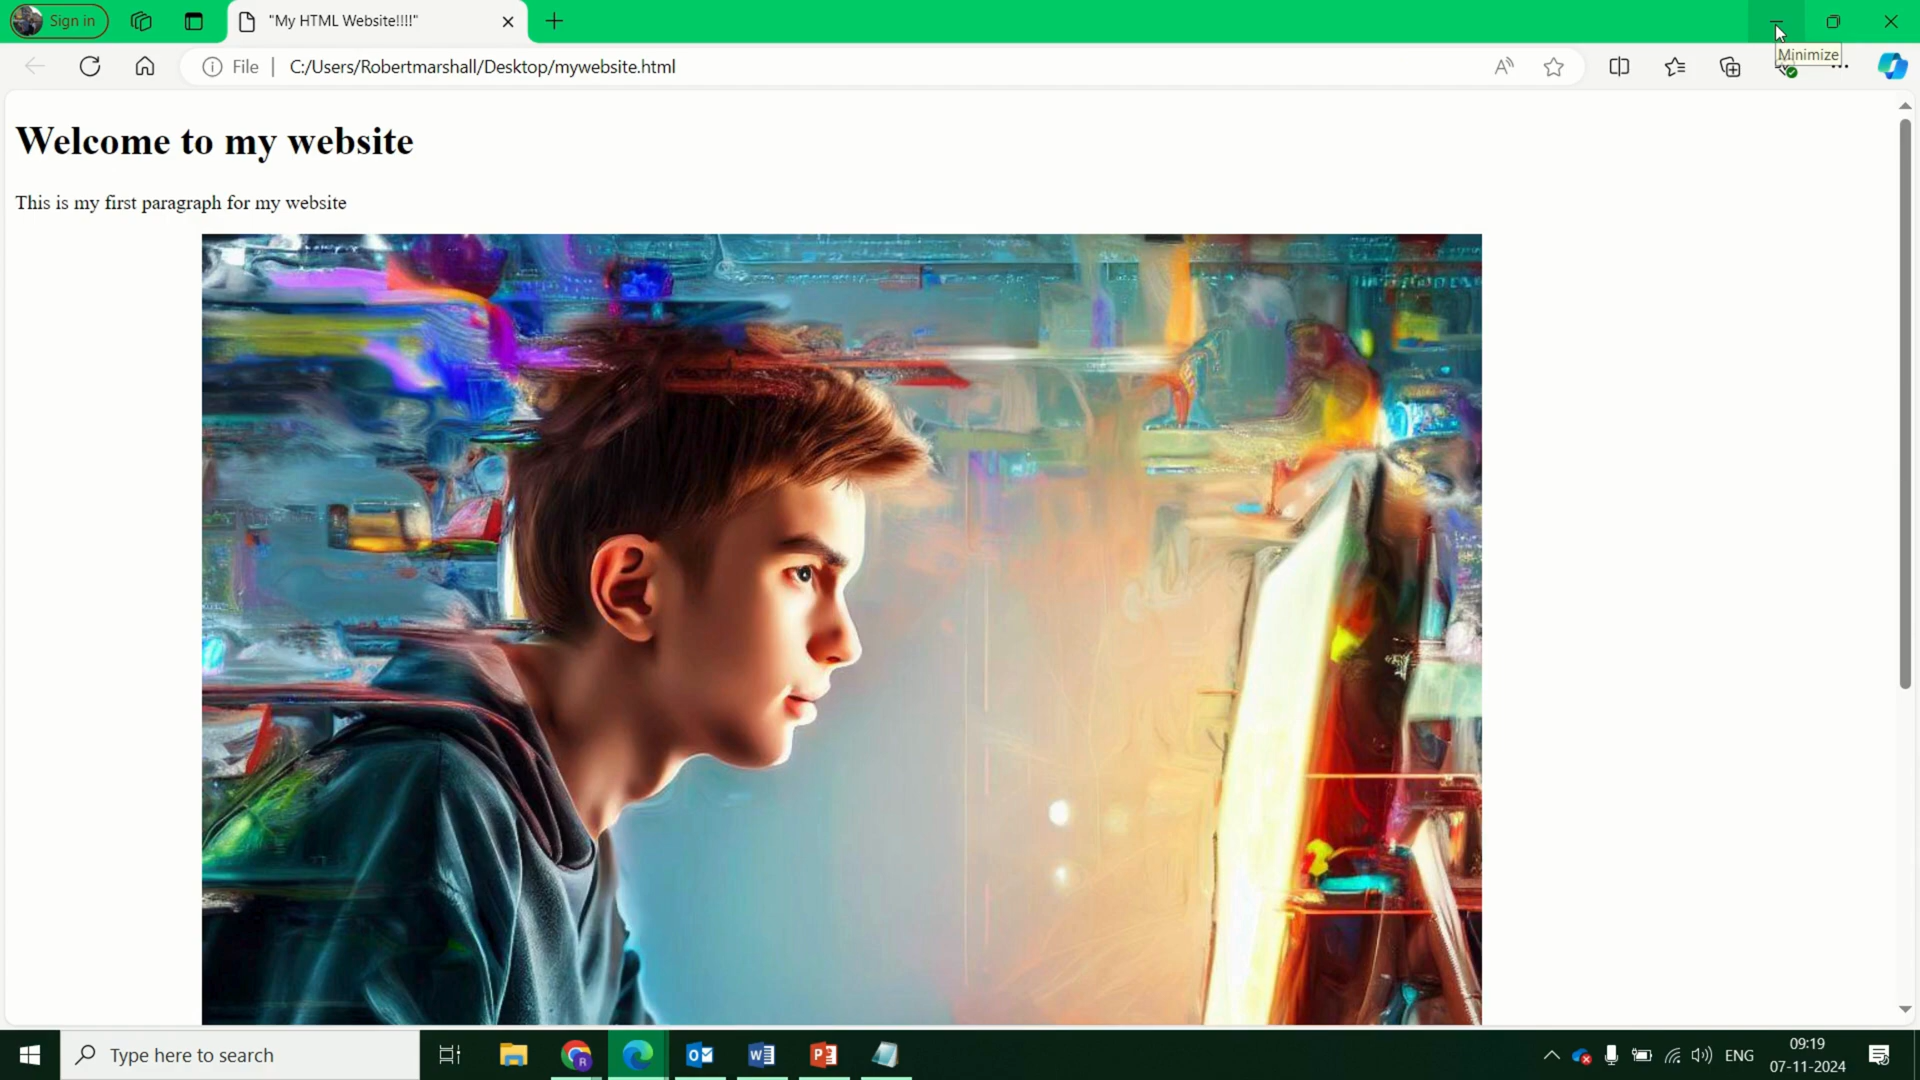 Sign in
"My HTML Website!!!!"
Minimize
File
C:/Users/Robertmarshall/Desktop/mywebsite.html
Welcome to my website
This is my first paragraph for my website
Type here to search
ENG
09:19
07-11-2024